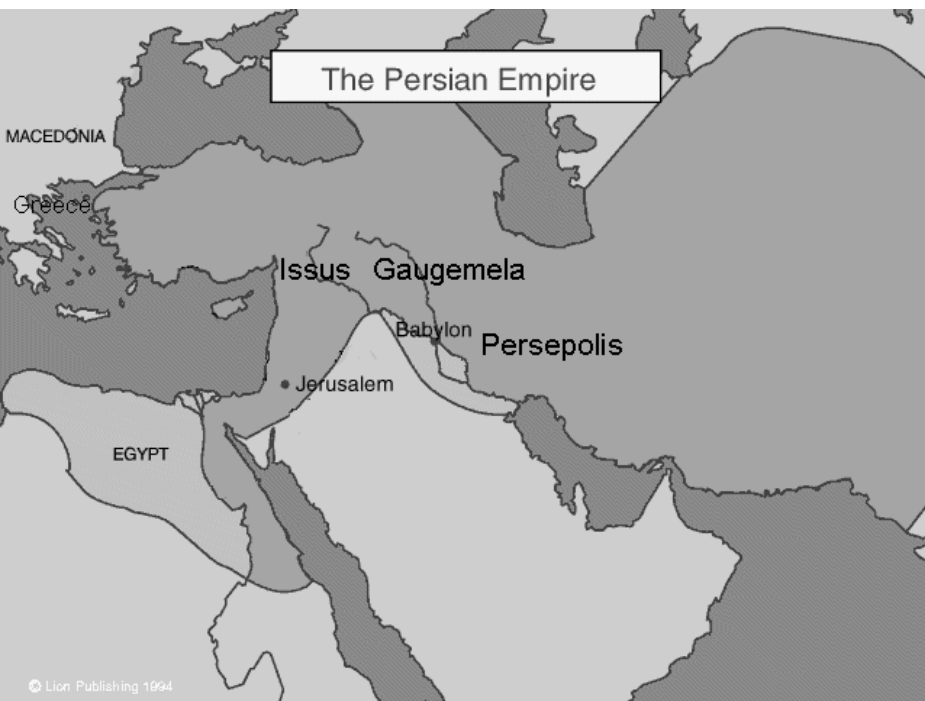 The Persian Empire
MACEDONIA
Greece
Issus Gaugemela
Babylon
Persepolis
Jerusalem
EGYPT
© Lion Publishing 1994